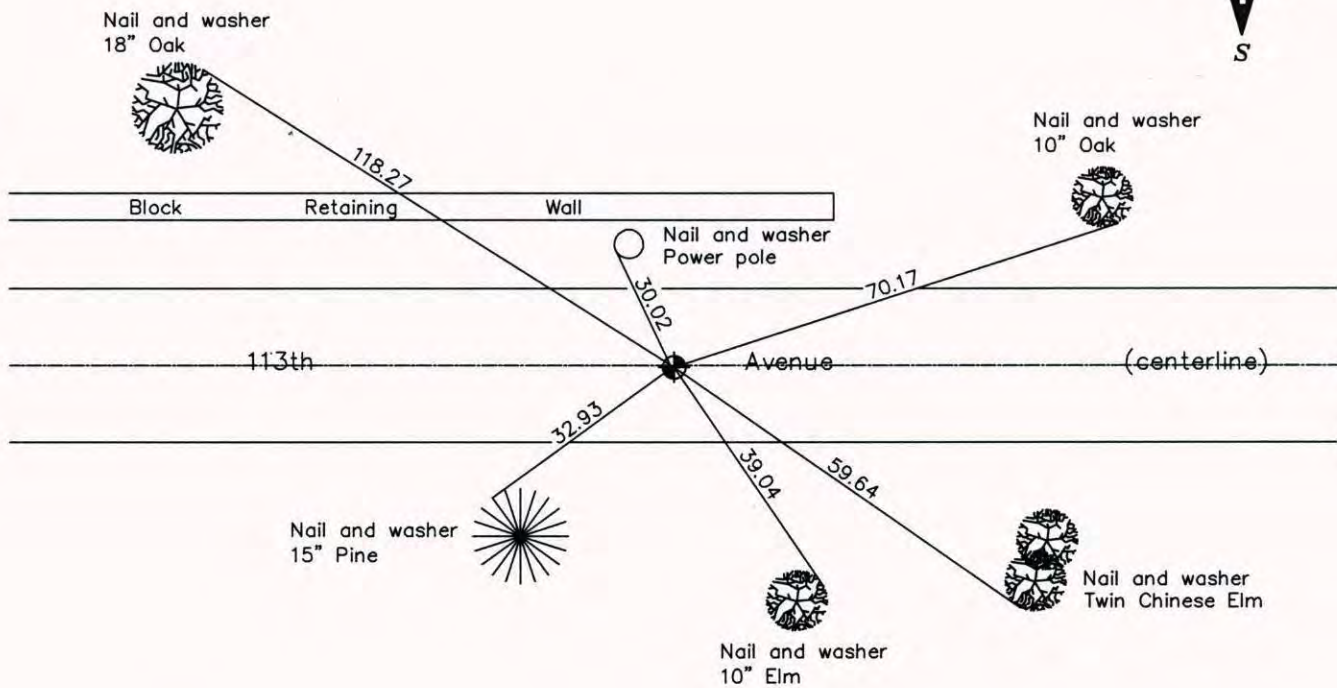 Nail and washer
18" Oak
S
Nail and washer
10" Oak
118.27
Block Retaining Wall
Nail and washer
Power pole
30.02
70.17
113th Avenue (centerline)
32.93
39.04
59.64
Nail and washer
15" Pine
Nail and washer
Twin Chinese Elm
Nail and washer
10" Elm